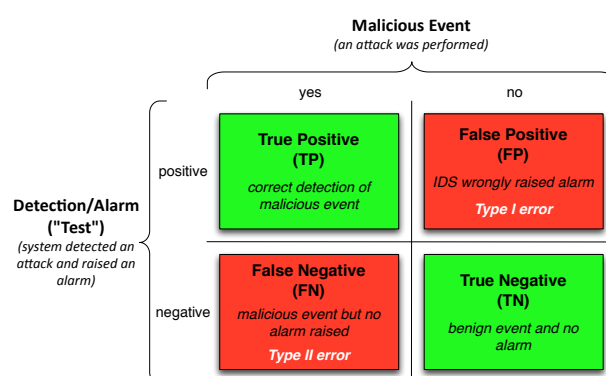 Malicious Event
(an attack was performed)
yes
no
True Positive
(TP)
correct detection of
malicious event
False Positive
(FP)
IDS wrongly raised alarm
Type I error
positive
Detection/Alarm
("Test")
(system detected an
attack and raised an
alarm)
negative
False Negative
(FN)
malicious event but no
alarm raised
Type II error
True Negative
(TN)
benign event and no
alarm